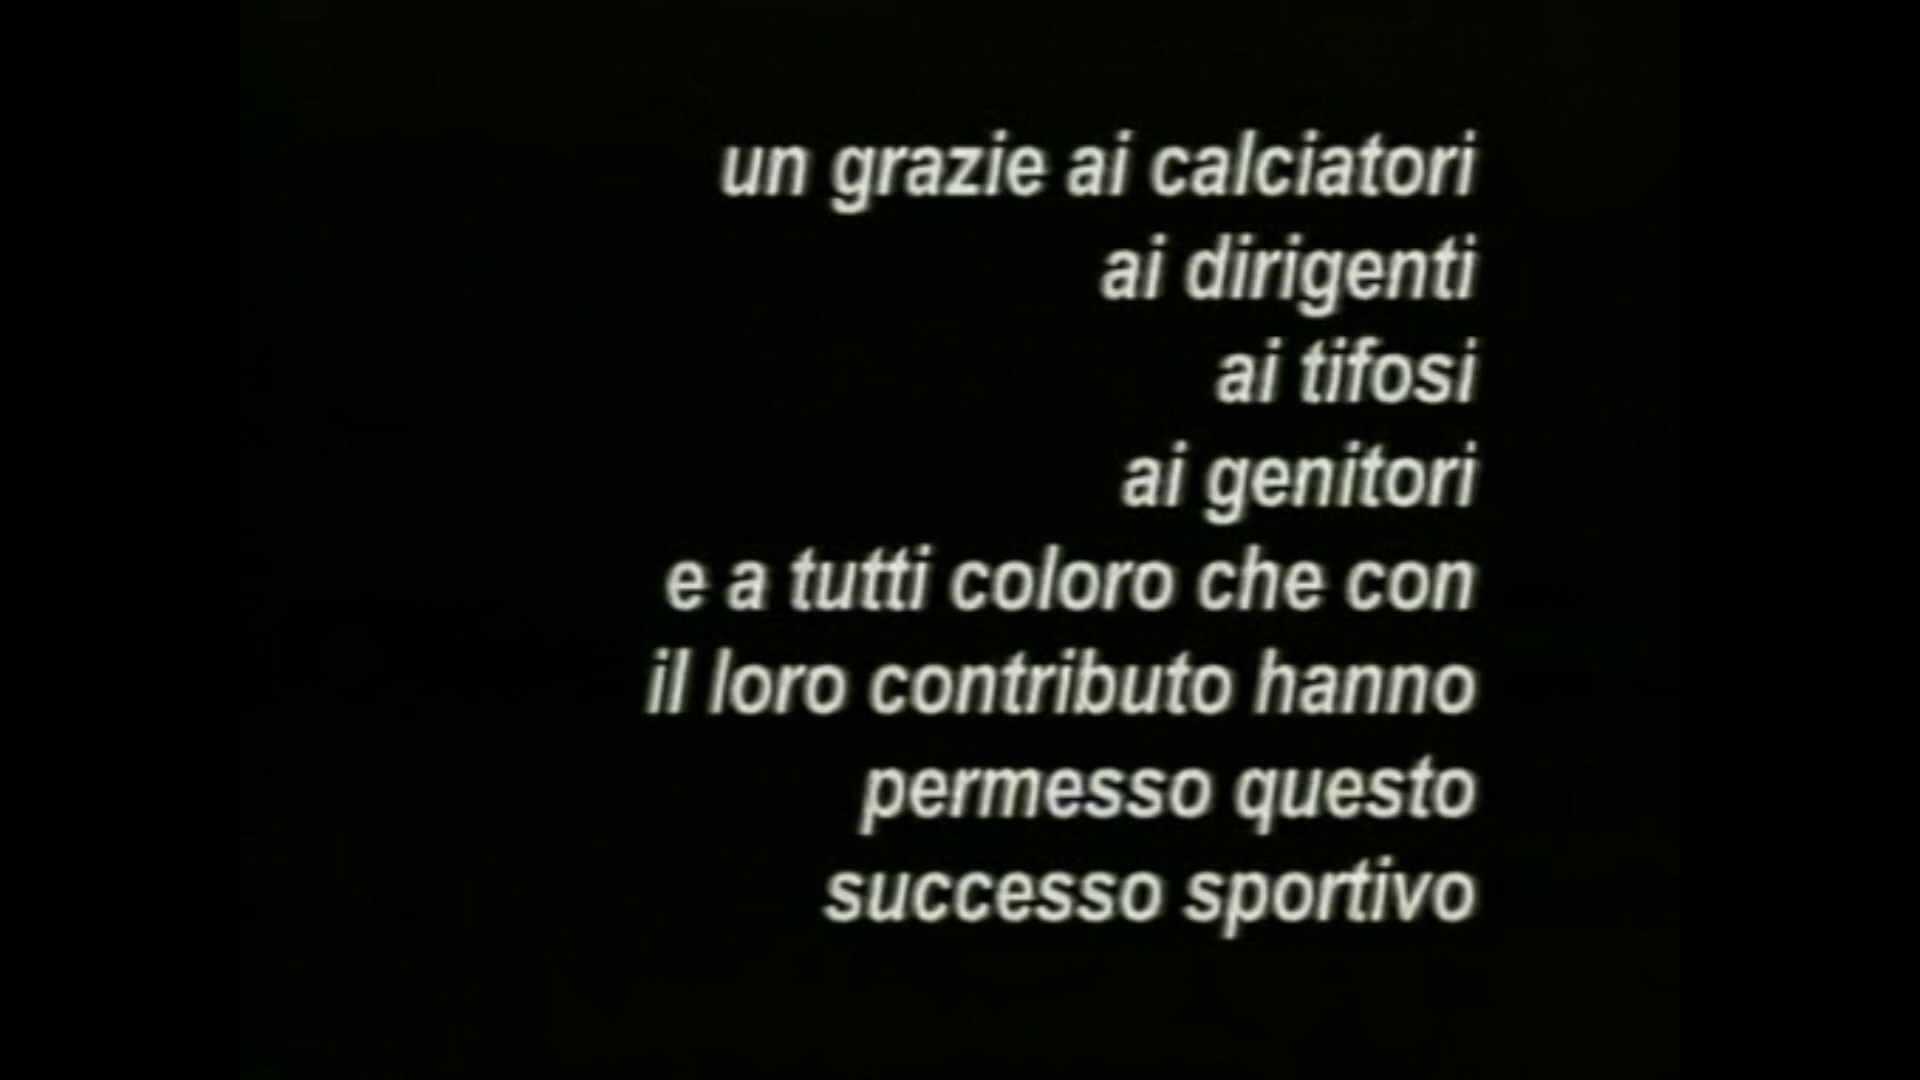 un grazie ai calciatori
ai dirigenti
ai tifosi
ai genitori
e a tutti coloro che con
il loro contributo hanno
permesso questo
successo sportivo